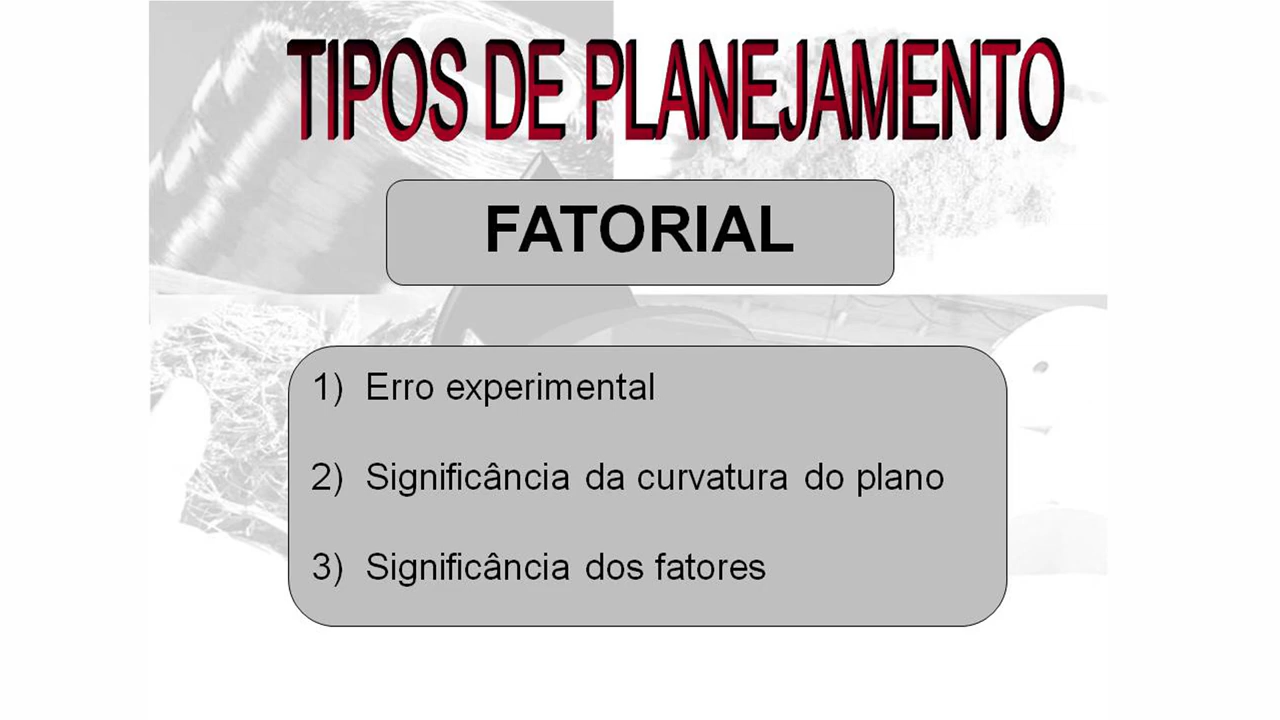 TIPOS DE PLANEJAMENTO
FATORIAL
1) Erro experimental
2) Significância da curvatura do plano
3) Significância dos fatores